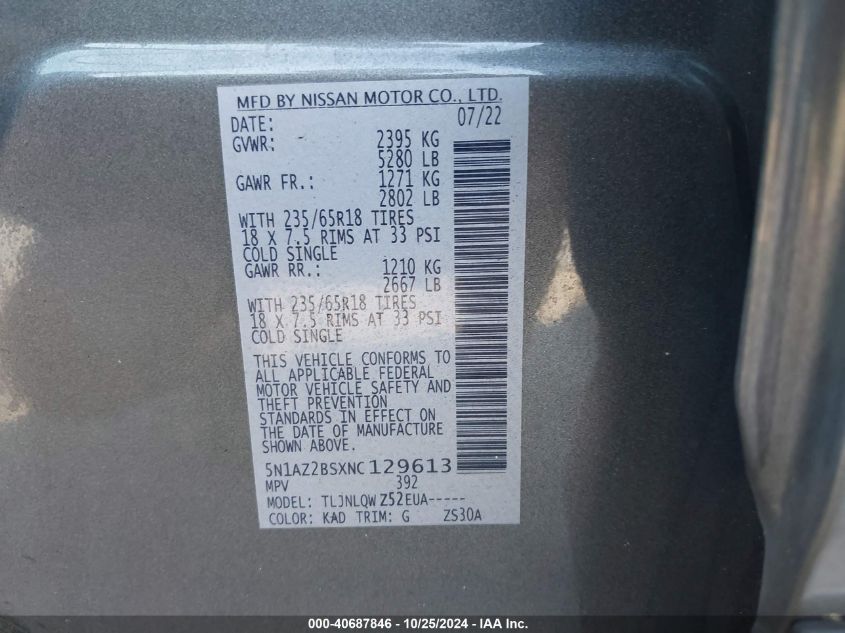 MFD BY NISSAN MOTOR CO., LTD.
DATE: 07/22
GVWR: 2395 KG
5280 LB
GAWR FR.: 1271 KG
2802 LB
WITH 235/65R18 TIRES
18 X 7.5 RIMS AT 33 PSI
COLD SINGLE
GAWR RR.: 1210 KG
2667 LB
WITH 235/65R18 TIRES
18 X 7.5 RIMS AT 33 PSI
COLD SINGLE
THIS VEHICLE CONFORMS TO
ALL APPLICABLE FEDERAL
MOTOR VEHICLE SAFETY AND
THEFT PREVENTION
STANDARDS IN EFFECT ON
THE DATE OF MANUFACTURE
SHOWN ABOVE.
5N1AZ2BSXNC129613
MPV 392
MODEL: TLJNLQWZ52EUA-----
COLOR: KAD TRIM: G ZS30A
000-40687846 - 10/25/2024 - IAA Inc.